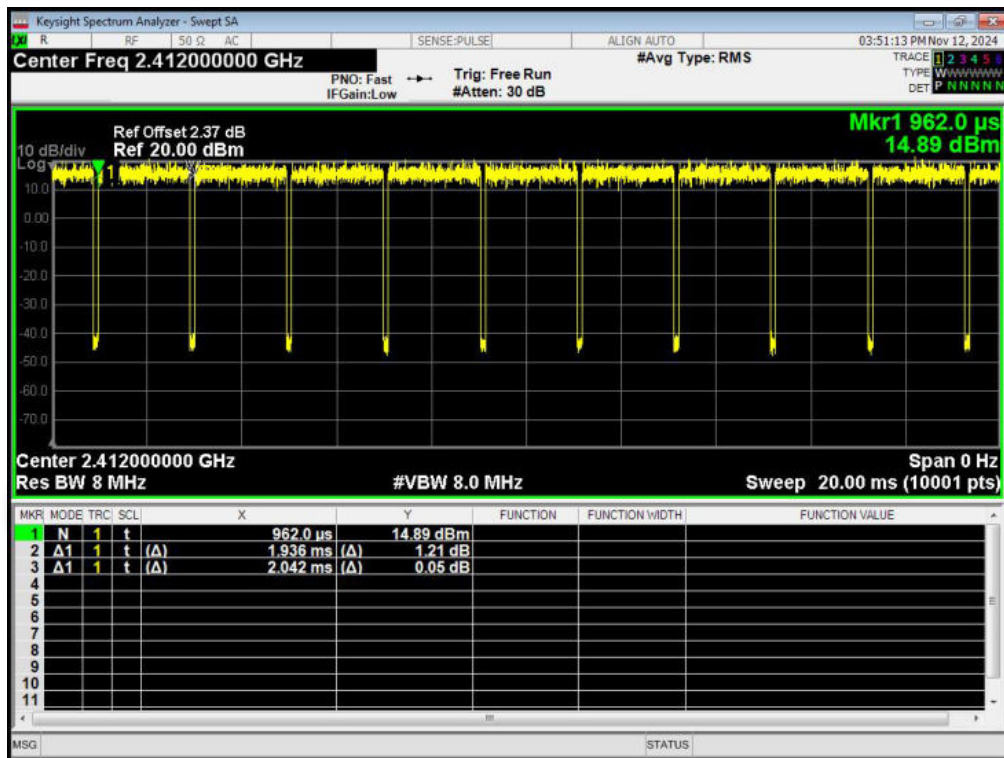 Keysight Spectrum Analyzer - Swept SA
LXI R RF 50 Ω AC SENSE:PULSE ALIGN AUTO 03:51:13 PM Nov 12, 2024
Center Freq 2.412000000 GHz #Avg Type: RMS TRACE 1 2 3 4 5 6
PNO: Fast Trig: Free Run TYPE WWWWWW
IFGain:Low #Atten: 30 dB DET P N N N N N
Mkr1 962.0 µs
14.89 dBm
Ref Offset 2.37 dB
10 dB/div Ref 20.00 dBm
Log
1
10.0
0.00
-10.0
-20.0
-30.0
-40.0
-50.0
-60.0
-70.0
Center 2.412000000 GHz Span 0 Hz
Res BW 8 MHz #VBW 8.0 MHz Sweep 20.00 ms (10001 pts)
MKR MODE TRC SCL X Y FUNCTION FUNCTION WIDTH FUNCTION VALUE
1 N 1 t 962.0 µs 14.89 dBm
2 Δ1 1 t (Δ) 1.936 ms (Δ) 1.21 dB
3 Δ1 1 t (Δ) 2.042 ms (Δ) 0.05 dB
4
5
6
7
8
9
10
11
MSG STATUS